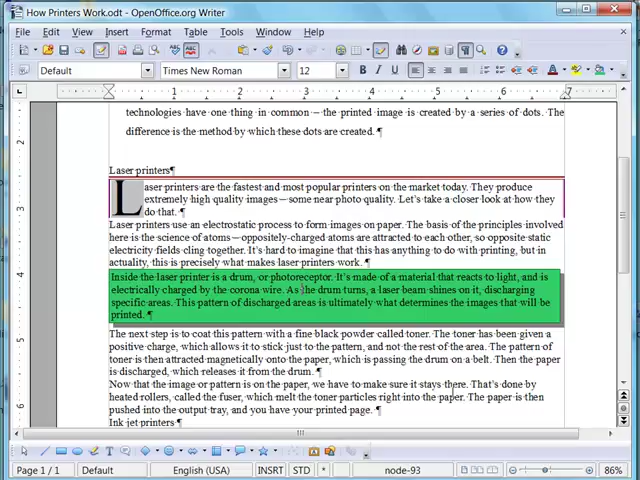 How Printers Work.odt - OpenOffice.org Writer
File Edit View Insert Format Table Tools Window Help
Default Times New Roman 12
1 2 3 4 5 6 7
technologies have one thing in common – the printed image is created by a series of dots. The
difference is the method by which these dots are created.¶
Laser printers¶
Laser printers are the fastest and most popular printers on the market today. They produce
extremely high quality images – some near photo quality. Let's take a closer look at how they
do that.¶
Laser printers use an electrostatic process to form images on paper. The basis of the principles involved
here is the science of atoms – oppositely-charged atoms are attracted to each other, so opposite static
electricity fields cling together. It's hard to imagine that this has anything to do with printing, but in
actuality, this is precisely what makes laser printers work.¶
Inside the laser printer is a drum, or photoreceptor. It's made of a material that reacts to light, and is
electrically charged by the corona wire. As the drum turns, a laser beam shines on it, discharging
specific areas. This pattern of discharged areas is ultimately what determines the images that will be
printed.¶
The next step is to coat this pattern with a fine black powder called toner. The toner has been given a
positive charge, which allows it to stick just to the pattern, and not the rest of the area. The pattern of
toner is then attracted magnetically onto the paper, which is passing the drum on a belt. Then the paper
is discharged, which releases it from the drum.¶
Now that the image or pattern is on the paper, we have to make sure it stays there. That's done by
heated rollers, called the fuser, which melt the toner particles right into the paper. The paper is then
pushed into the output tray, and you have your printed page.¶
Ink jet printers¶
2
3
4
5
6
Page 1 / 1 Default English (USA) INSRT STD * node-93 86%